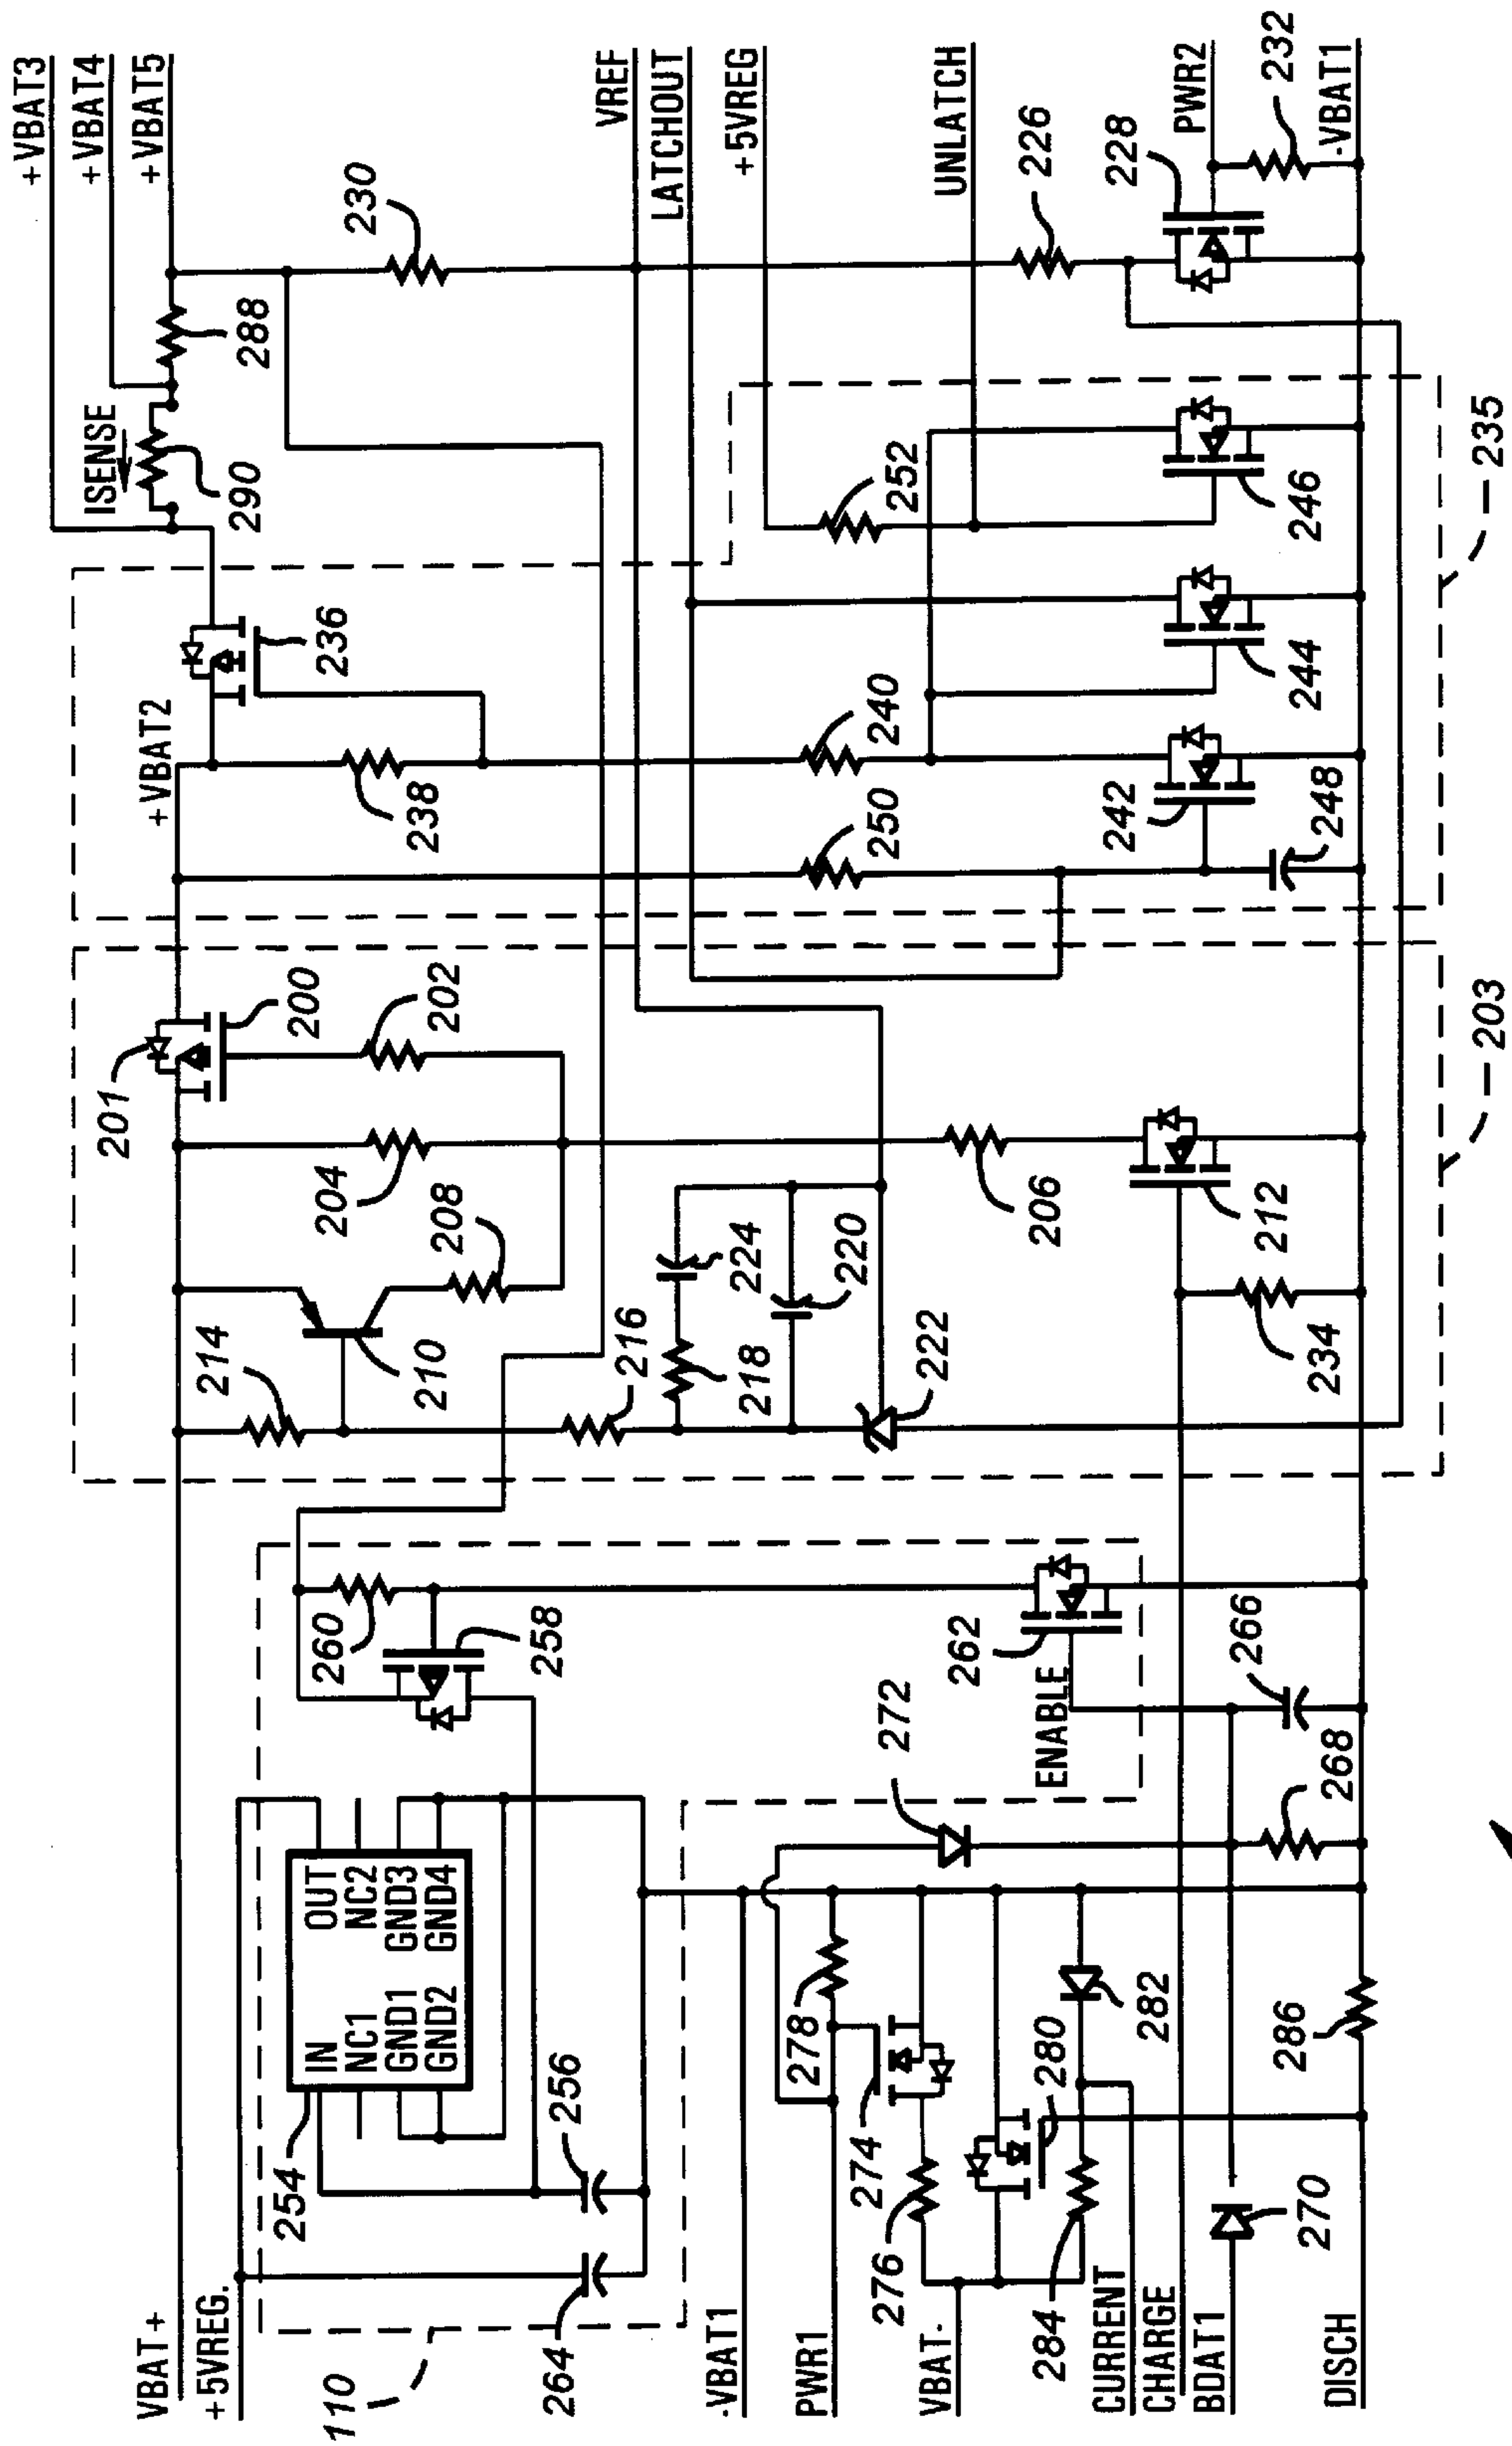 +VBAT3
+VBAT4
+VBAT5
VREF
LATCHOUT
+5VREG
UNLATCH
PWR2
-VBAT1
232
228
226
230
288
ISENSE
290
252
246
235
244
236
240
+VBAT2
238
250
242
248
200
201
202
203
204
206
208
224
220
212
210
214
216
218
222
234
260
258
262
ENABLE
266
272
268
OUT
NC2
GND3
GND4
IN
NC1
GND1
GND2
254
256
264
110
278
274
276
280
282
284
286
270
VBAT+
+5VREG.
-VBAT1
PWR1
VBAT-
CURRENT
CHARGE
BDAT1
DISCH